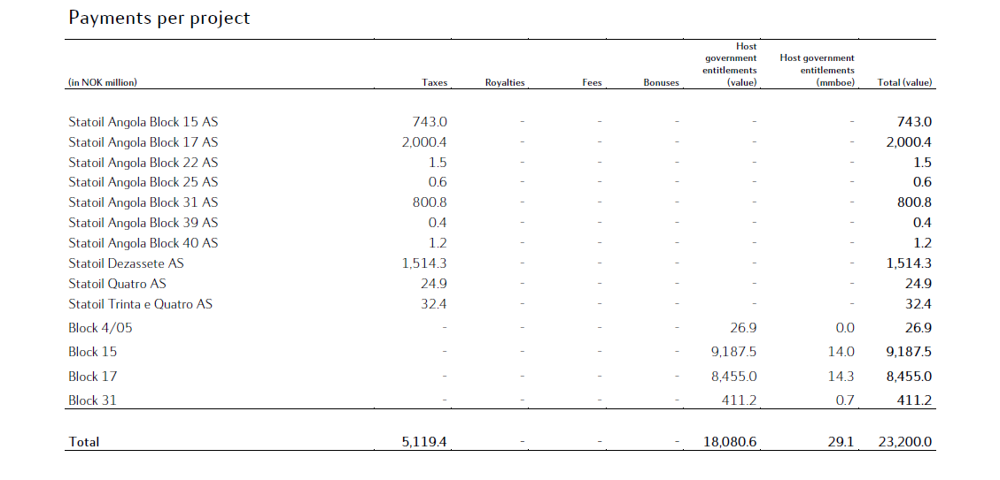 Payments per project
(in NOK million) Taxes Royalties Fees Bonuses Host government entitlements (value) Host government entitlements (mmboe) Total (value)
Statoil Angola Block 15 AS 743.0 - - - - - 743.0
Statoil Angola Block 17 AS 2,000.4 - - - - - 2,000.4
Statoil Angola Block 22 AS 1.5 - - - - - 1.5
Statoil Angola Block 25 AS 0.6 - - - - - 0.6
Statoil Angola Block 31 AS 800.8 - - - - - 800.8
Statoil Angola Block 39 AS 0.4 - - - - - 0.4
Statoil Angola Block 40 AS 1.2 - - - - - 1.2
Statoil Dezassete AS 1,514.3 - - - - - 1,514.3
Statoil Quatro AS 24.9 - - - - - 24.9
Statoil Trinta e Quatro AS 32.4 - - - - - 32.4
Block 4/05 - - - - 26.9 0.0 26.9
Block 15 - - - - 9,187.5 14.0 9,187.5
Block 17 - - - - 8,455.0 14.3 8,455.0
Block 31 - - - - 411.2 0.7 411.2
Total 5,119.4 - - - 18,080.6 29.1 23,200.0